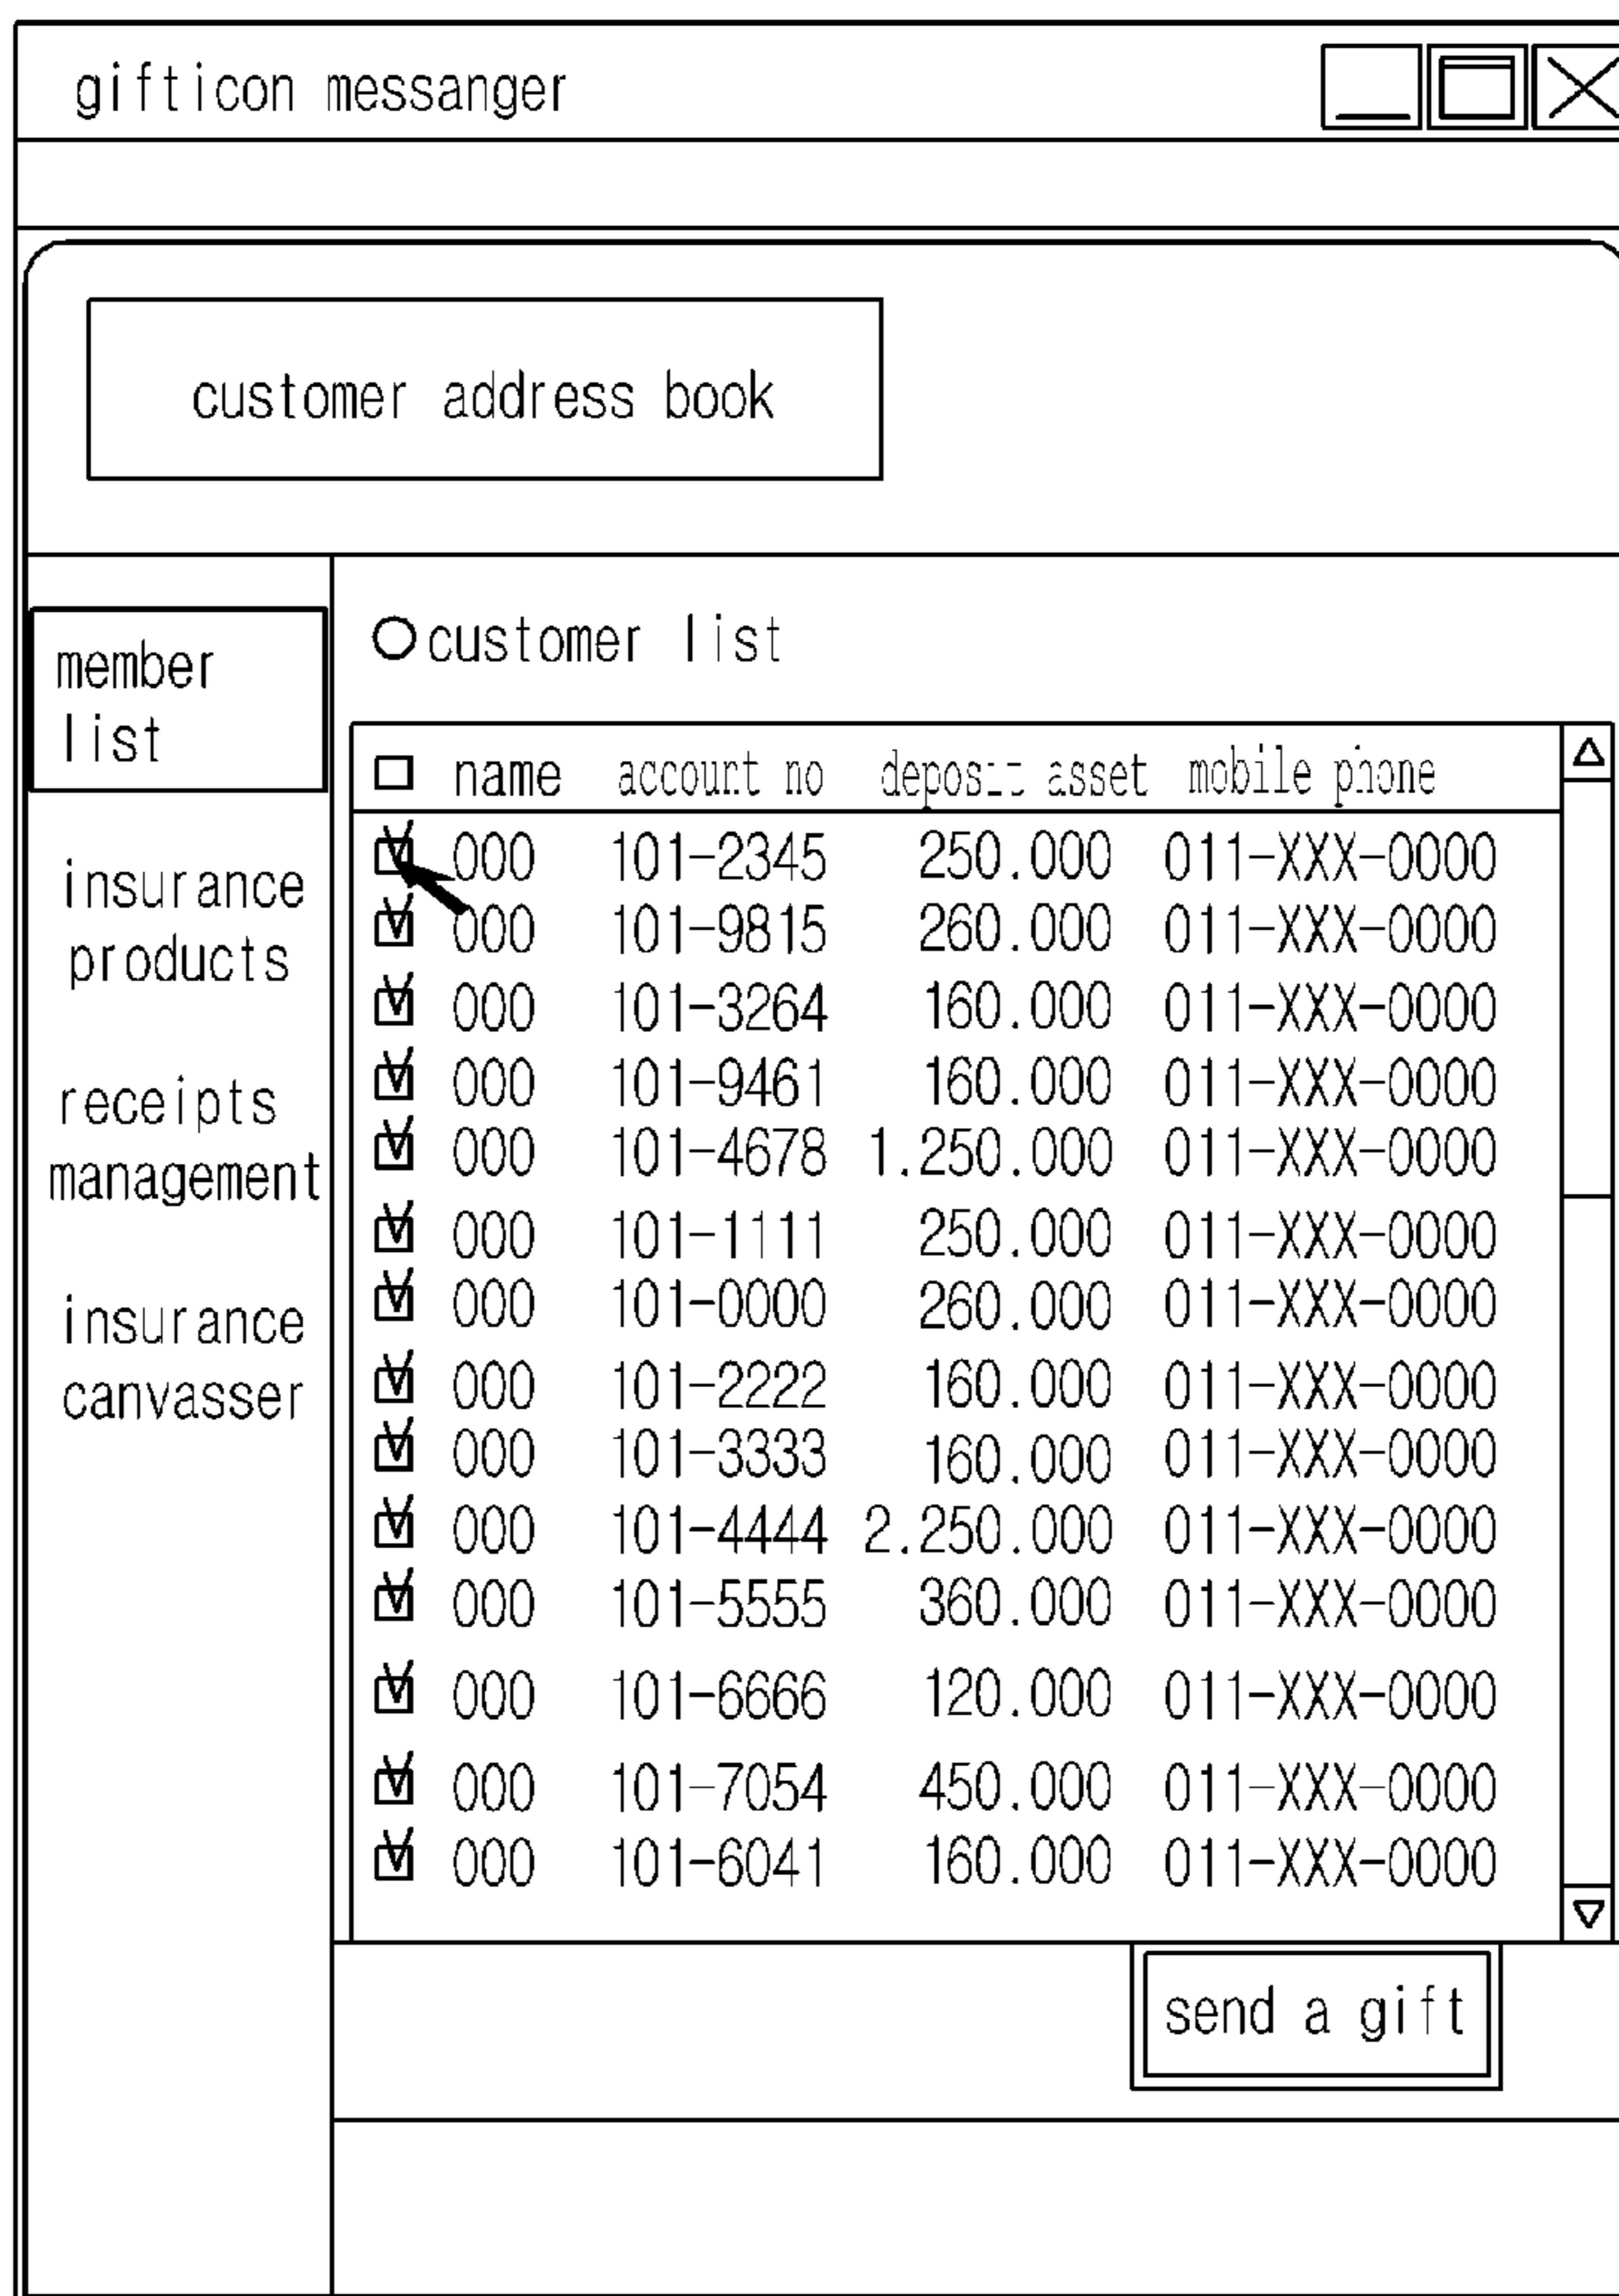 gifticon messanger
customer address book
member
list
insurance
products
receipts
management
insurance
canvasser
customer list
name account no deposit asset mobile phone
000 101-2345 250.000 011-XXX-0000
000 101-9815 260.000 011-XXX-0000
000 101-3264 160.000 011-XXX-0000
000 101-9461 160.000 011-XXX-0000
000 101-4678 1.250.000 011-XXX-0000
000 101-1111 250.000 011-XXX-0000
000 101-0000 260.000 011-XXX-0000
000 101-2222 160.000 011-XXX-0000
000 101-3333 160.000 011-XXX-0000
000 101-4444 2.250.000 011-XXX-0000
000 101-5555 360.000 011-XXX-0000
000 101-6666 120.000 011-XXX-0000
000 101-7054 450.000 011-XXX-0000
000 101-6041 160.000 011-XXX-0000
send a gift